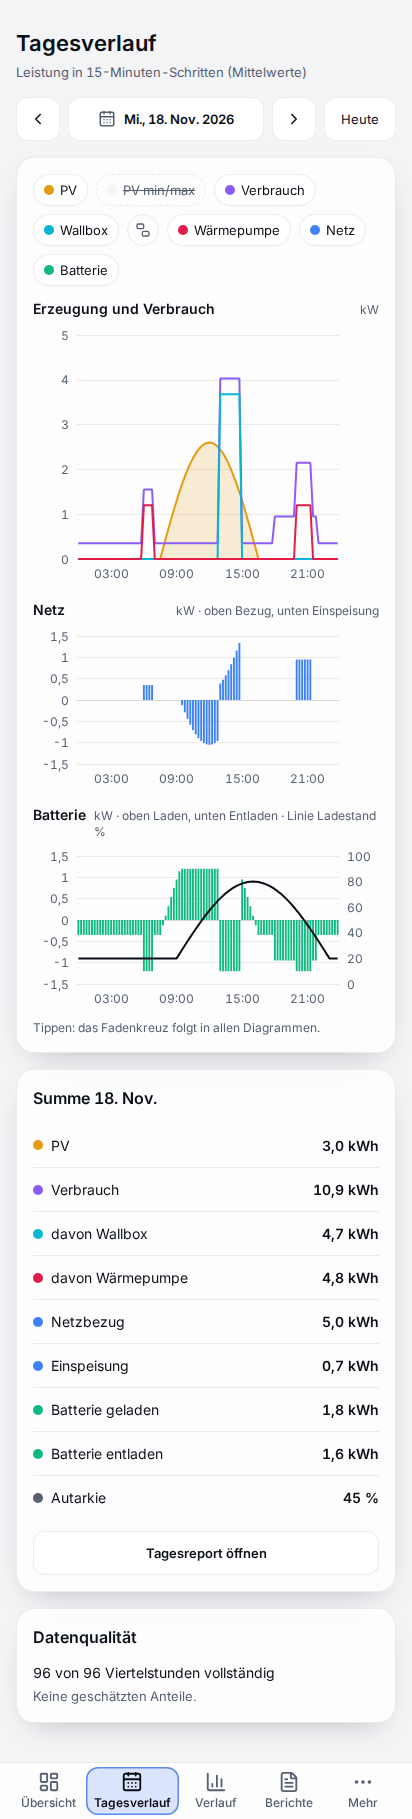 Tagesverlauf
Leistung in 15-Minuten-Schritten (Mittelwerte)
Mi., 18. Nov. 2026
Heute
PV
PV min/max
Verbrauch
Wallbox
Wärmepumpe
Netz
Batterie
Erzeugung und Verbrauch
kW
5
4
3
2
1
0
03:00 09:00 15:00 21:00
Netz
kW · oben Bezug, unten Einspeisung
1,5
1
0,5
0
-0,5
-1
-1,5
03:00 09:00 15:00 21:00
Batterie
kW · oben Laden, unten Entladen · Linie Ladestand
%
1,5 100
1 80
0,5 60
0 40
-0,5 20
-1 0
-1,5
03:00 09:00 15:00 21:00
Tippen: das Fadenkreuz folgt in allen Diagrammen.
Summe 18. Nov.
PV 3,0 kWh
Verbrauch 10,9 kWh
davon Wallbox 4,7 kWh
davon Wärmepumpe 4,8 kWh
Netzbezug 5,0 kWh
Einspeisung 0,7 kWh
Batterie geladen 1,8 kWh
Batterie entladen 1,6 kWh
Autarkie 45 %
Tagesreport öffnen
Datenqualität
96 von 96 Viertelstunden vollständig
Keine geschätzten Anteile.
Übersicht
Tagesverlauf
Verlauf
Berichte
Mehr